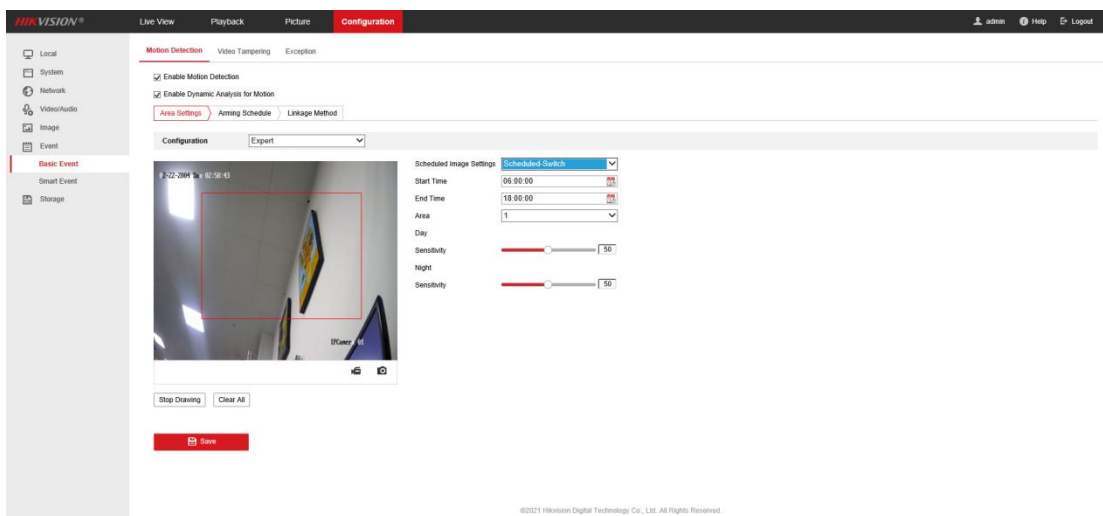 HIKVISION® Live View Playback Picture Configuration admin Help Logout
Local
System
Network
Video/Audio
Image
Event
Basic Event
Smart Event
Storage
Motion Detection Video Tampering Exception
Enable Motion Detection
Enable Dynamic Analysis for Motion
Area Settings Arming Schedule Linkage Method
Configuration Expert
02:58:43
01
Stop Drawing Clear All
Save
Scheduled Image Settings Scheduled-Switch
Start Time 06:00:00
End Time 18:00:00
Area 1
Day
Sensitivity 50
Night
Sensitivity 50
©2021 Hikvision Digital Technology Co., Ltd. All Rights Reserved.